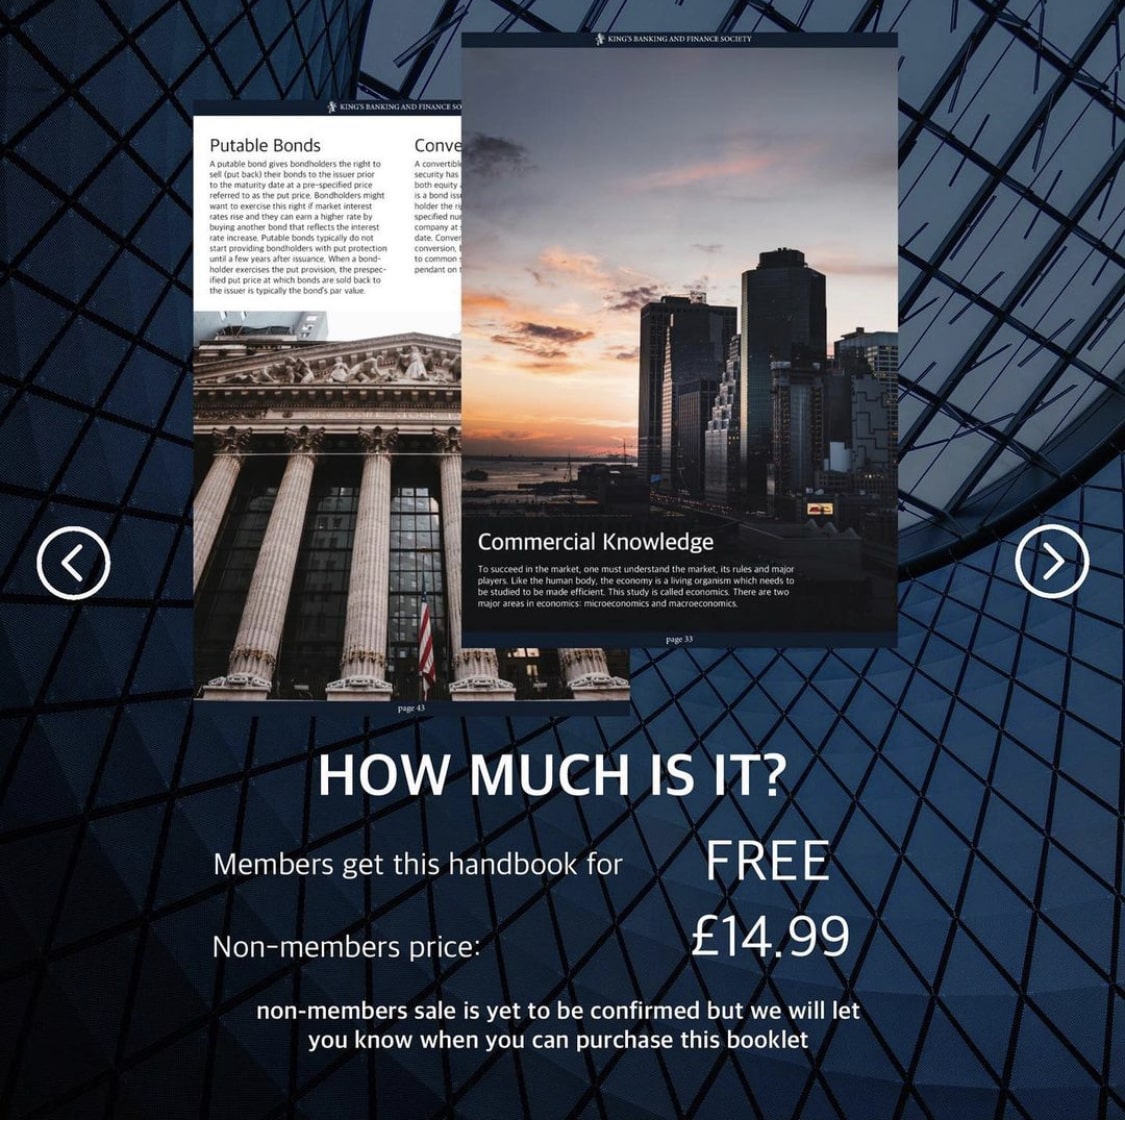 KING'S BANKING AND FINANCE SOCIETY
KING'S BANKING AND FINANCE SO
Putable Bonds
A putable bond gives bondholders the right to
sell (put back) their bonds to the issuer prior
to the maturity date at a pre-specified price
referred to as the put price. Bondholders might
want to exercise this right if market interest
rates rise and they can earn a higher rate by
buying another bond that reflects the interest
rate increase. Putable bonds typically do not
start providing bondholders with put protection
until a few years after issuance. When a bond-
holder exercises the put provision, the prespec-
ified put price at which bonds are sold back to
the issuer is typically the bond's par value.
Conve
A convertible
security has
both equity
is a bond iss
holder the ri
specified nu
company at
date. Conver
conversion,
to common
pendant on
Commercial Knowledge
To succeed in the market, one must understand the market, its rules and major
players. Like the human body, the economy is a living organism which needs to
be studied to be made efficient. This study is called economics. There are two
major areas in economics: microeconomics and macroeconomics.
page 33
page 43
HOW MUCH IS IT?
Members get this handbook for FREE
Non-members price: £14.99
non-members sale is yet to be confirmed but we will let
you know when you can purchase this booklet